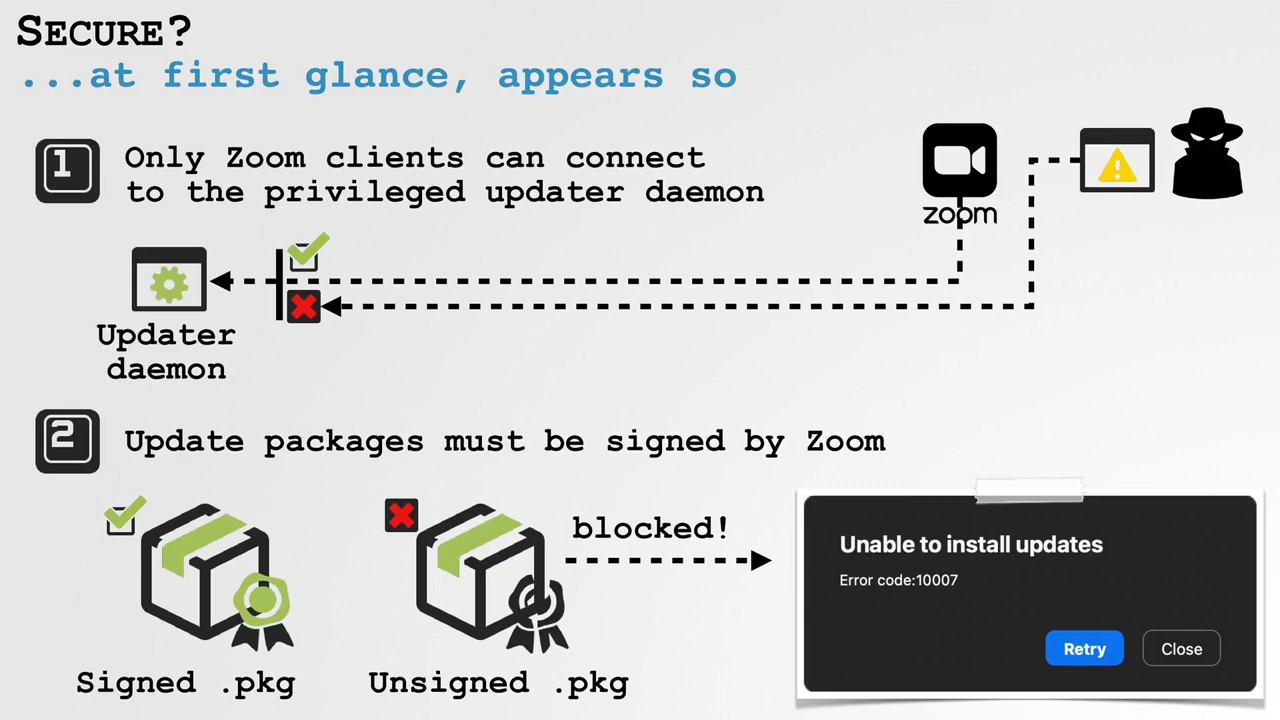 SECURE?
...at first glance, appears so
1
Only Zoom clients can connect
to the privileged updater daemon
zoom
Updater
daemon
2
Update packages must be signed by Zoom
blocked!
Unable to install updates
Error code:10007
Retry
Close
Signed .pkg
Unsigned .pkg